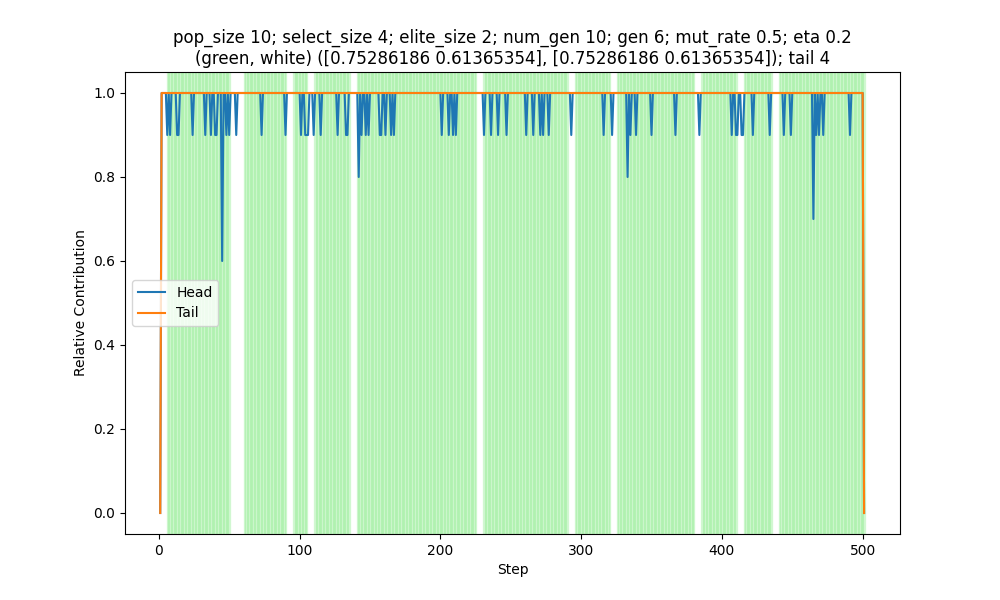 pop_size 10; select_size 4; elite_size 2; num_gen 10; gen 6; mut_rate 0.5; eta 0.2
(green, white) ([0.75286186 0.61365354], [0.75286186 0.61365354]); tail 4
1.0
0.8
0.6
0.4
0.2
0.0
Relative Contribution
Head
Tail
0 100 200 300 400 500
Step